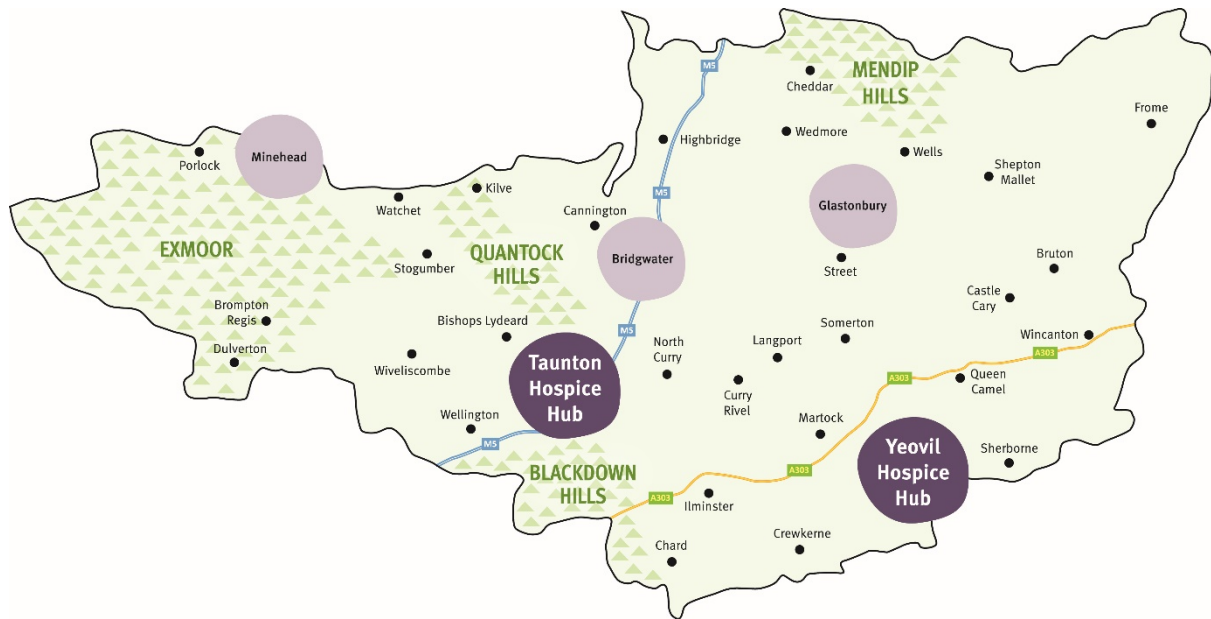 M5
MENDIP
HILLS
Cheddar
Frome
Highbridge
Wedmore
Wells
Porlock
Minehead
Shepton
Mallet
Kilve
M5
Watchet
Cannington
Glastonbury
EXMOOR
QUANTOCK
HILLS
Stogumber
Bridgwater
Street
Bruton
Castle
Cary
Brompton
Regis
Bishops Lydeard
M5
Somerton
Wincanton
North
Curry
Langport
Dulverton
Wiveliscombe
Taunton
Hospice
Hub
A303
A303
Queen
Camel
Curry
Rivel
Wellington
Martock
M5
Yeovil
Hospice
Hub
Sherborne
BLACKDOWN
HILLS
A303
A303
Ilminster
Chard
Crewkerne